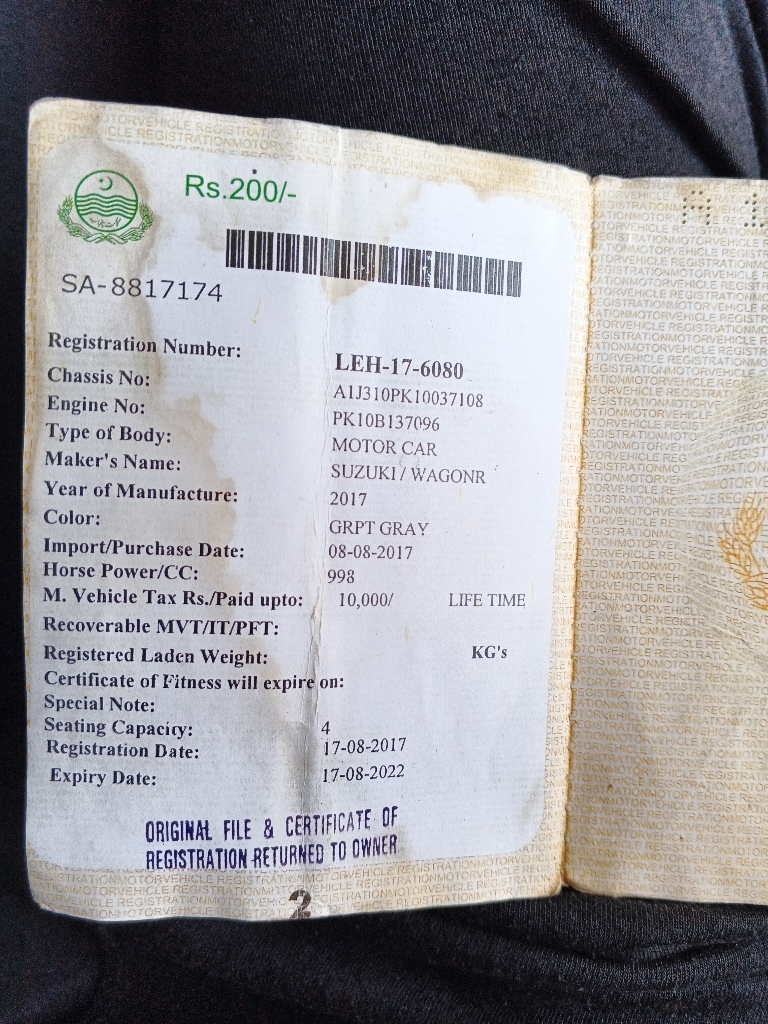 Rs.200/-
SA-8817174
Registration Number: LEH-17-6080
Chassis No: A1J310PK10037108
Engine No: PK10B137096
Type of Body: MOTOR CAR
Maker's Name: SUZUKI / WAGONR
Year of Manufacture: 2017
Color: GRPT GRAY
Import/Purchase Date: 08-08-2017
Horse Power/CC: 998
M. Vehicle Tax Rs./Paid upto: 10,000/ LIFE TIME
Recoverable MVT/IT/PFT:
Registered Laden Weight: KG's
Certificate of Fitness will expire on:
Special Note:
Seating Capacity: 4
Registration Date: 17-08-2017
Expiry Date: 17-08-2022
ORIGINAL FILE & CERTIFICATE OF
REGISTRATION RETURNED TO OWNER
2